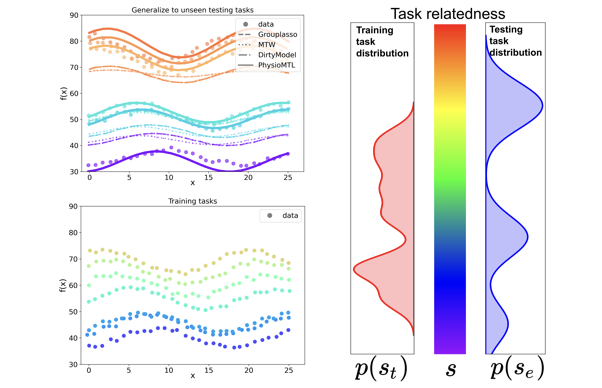 Generalize to unseen testing tasks
90
80
70
60
50
40
30
f(x)
0
5
10
15
20
25
x
data
Grouplasso
MTW
DirtyModel
PhysioMTL
Training tasks
90
80
70
60
50
40
30
f(x)
0
5
10
15
20
25
x
data
Task relatedness
Training
task
distribution
Testing
task
distribution
p(s_t)
s
p(s_e)